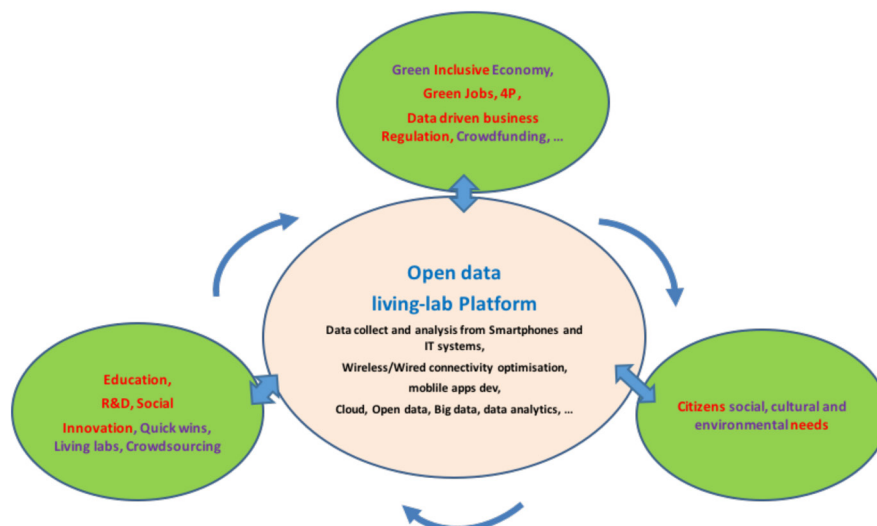 Green Inclusive Economy,
Green Jobs, 4P,
Data driven business
Regulation, Crowdfunding, ...
Open data
living-lab Platform
Data collect and analysis from Smartphones and
IT systems,
Wireless/Wired connectivity optimisation,
moblile apps dev,
Cloud, Open data, Big data, data analytics, ...
Education,
R&D, Social
Innovation, Quick wins,
Living labs, Crowdsourcing
Citizens social, cultural and
environmental needs